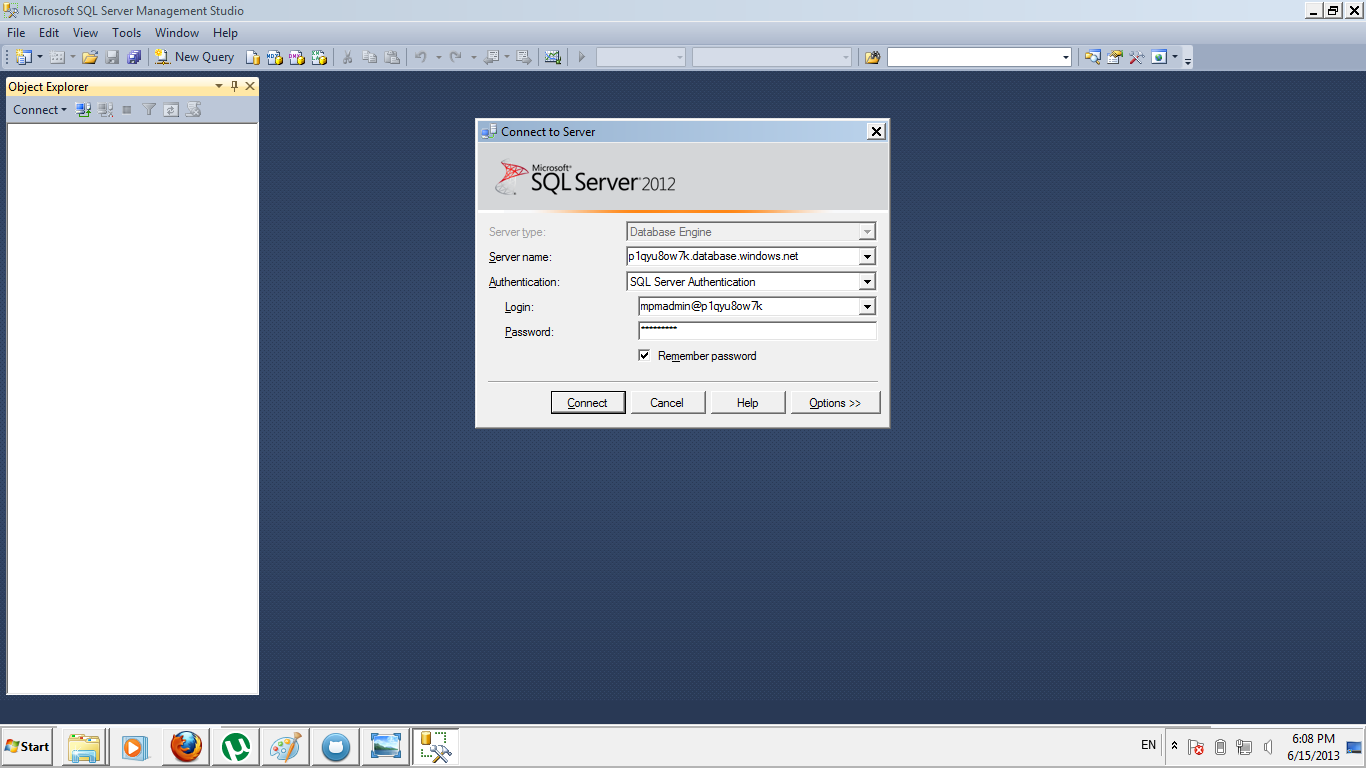 Microsoft SQL Server Management Studio
File Edit View Tools Window Help
New Query
Object Explorer
Connect
Connect to Server
Microsoft®
SQL Server 2012
Server type: Database Engine
Server name: p1qyu8ow7k.database.windows.net
Authentication: SQL Server Authentication
Login: mpmadmin@p1qyu8ow7k
Password: *********
Remember password
Connect Cancel Help Options >>
Start EN 6:08 PM
6/15/2013